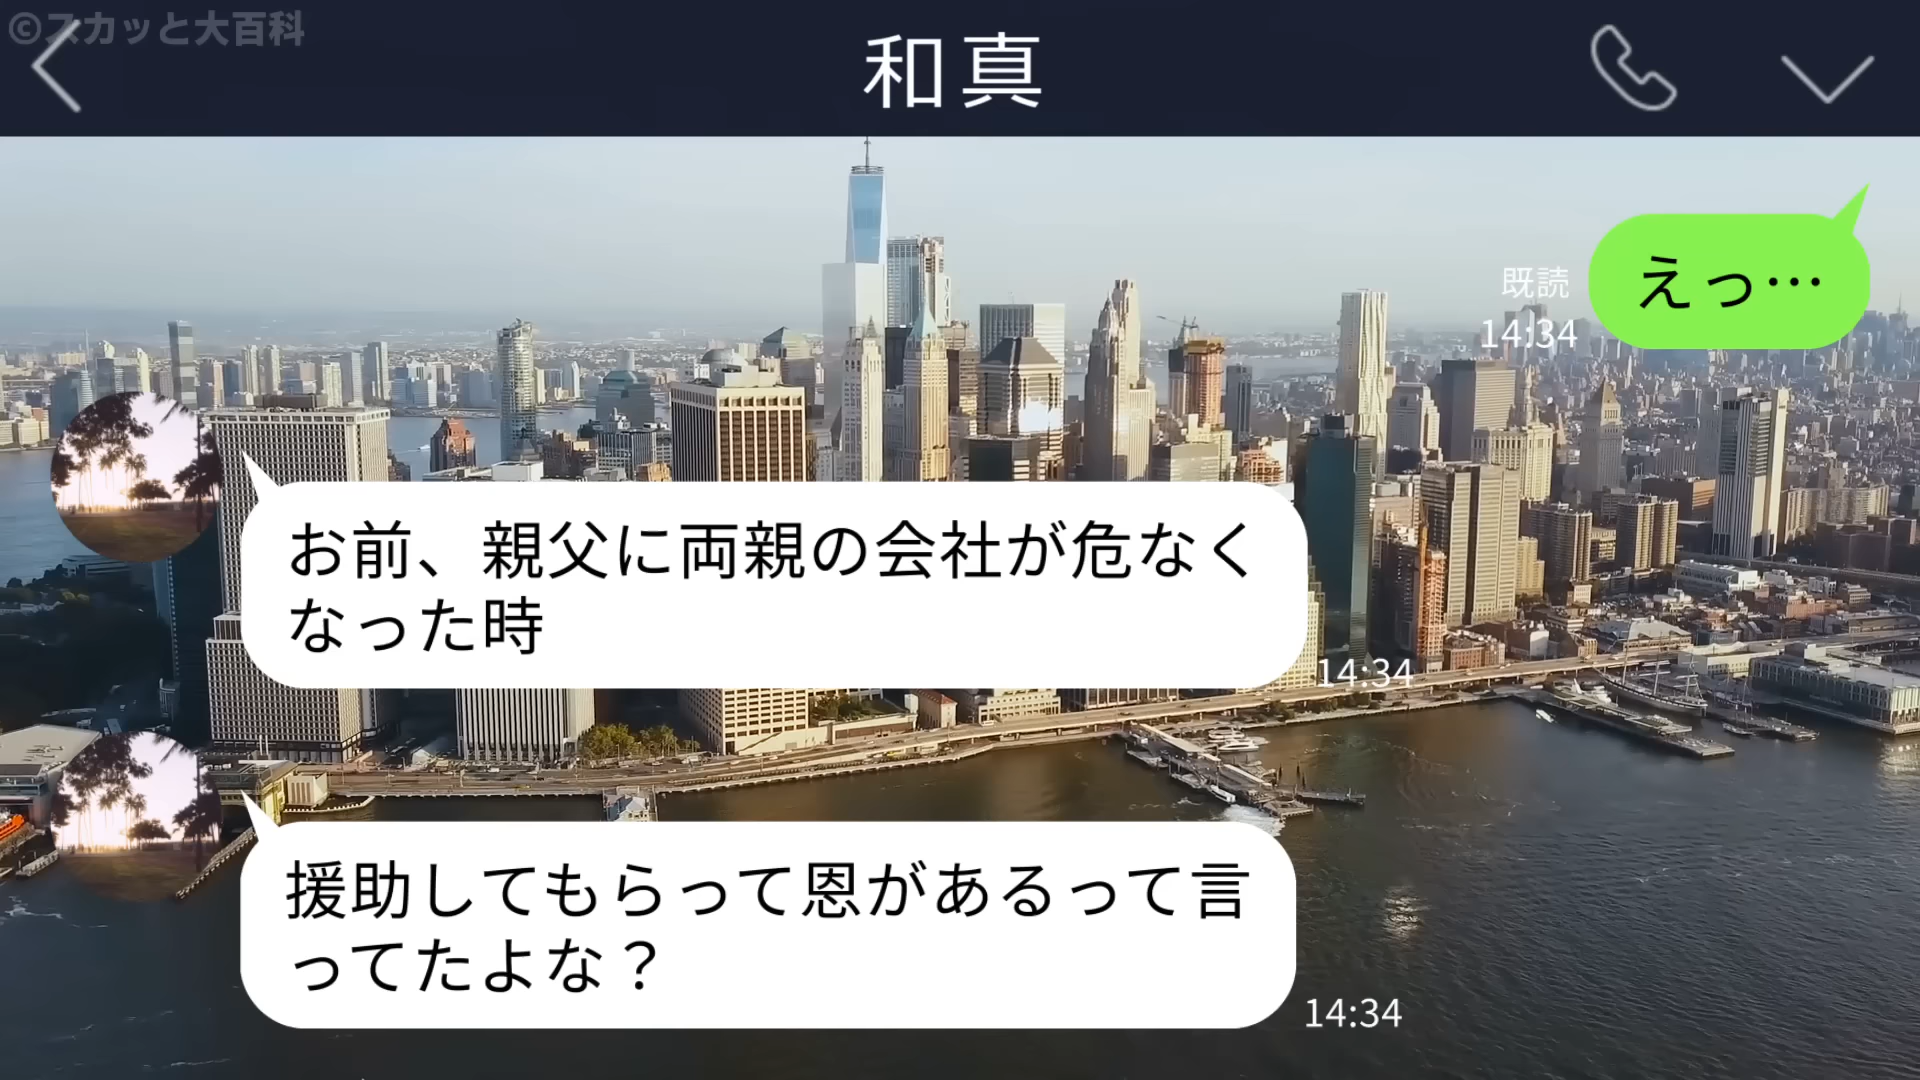 ©スカッと大百科
和真
えっ…
既読
14:34
お前、親父に両親の会社が危なく
なった時
14:34
援助してもらって恩があるって言
ってたよな？
14:34